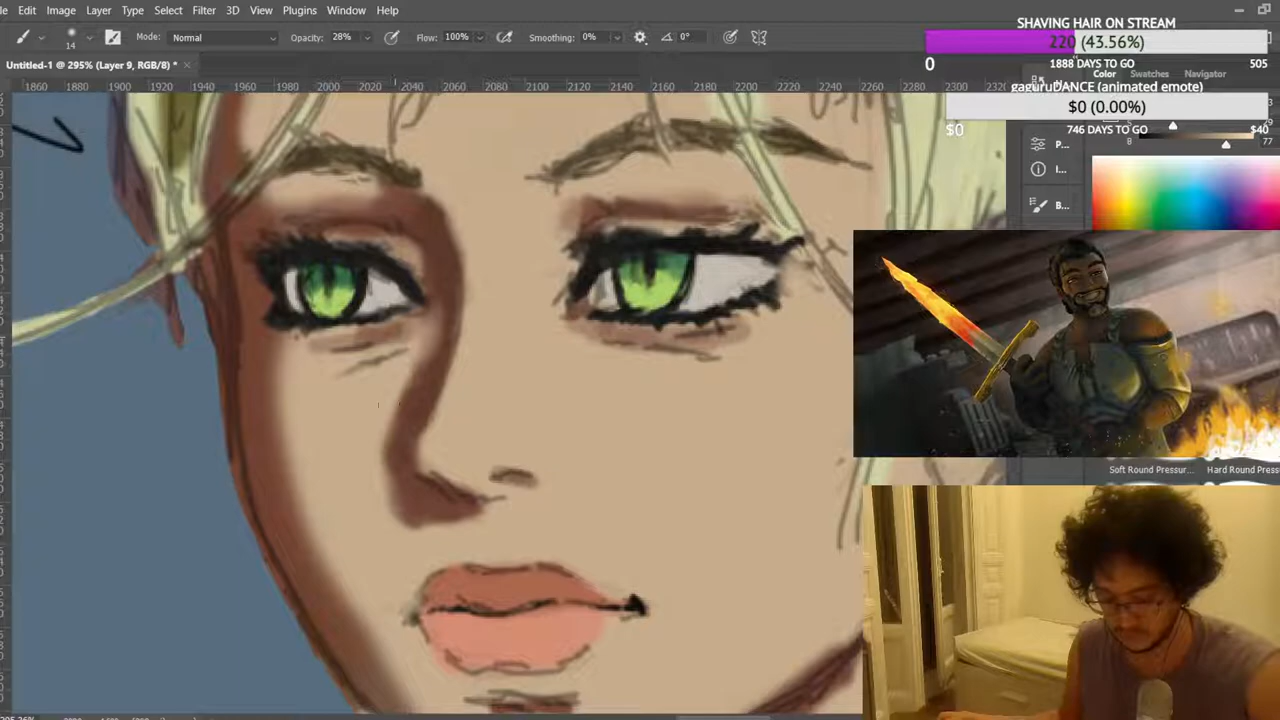 Edit Image Layer Type Select Filter 3D View Plugins Window Help
14 Mode: Normal Opacity: 28% Flow: 100% Smoothing: 0% 0°
Untitled-1 @ 295% (Layer 9, RGB/8) *
1860 1880 1900 1920 1940 1960 1980 2000 2020 2040 2060 2080 2100 2120 2140 2160 2180 2200 2220 2240 2260 2280 2300
SHAVING HAIR ON STREAM
220 (43.56%)
0 1888 DAYS TO GO 505
Color Swatches Navigator
gaguruDANCE (animated emote)
$0 (0.00%)
$0 746 DAYS TO GO $40
B 77
P...
I...
B...
Soft Round Pressur... Hard Round Press